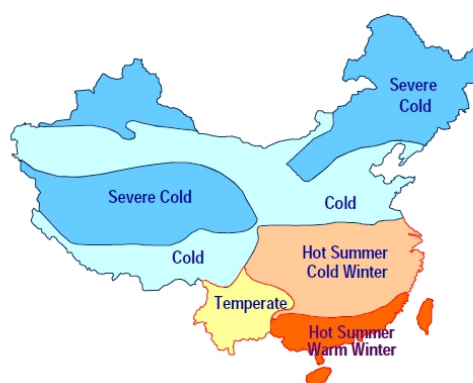 Severe
Cold
Severe Cold
Cold
Cold
Hot Summer
Cold Winter
Temperate
Hot Summer
Warm Winter